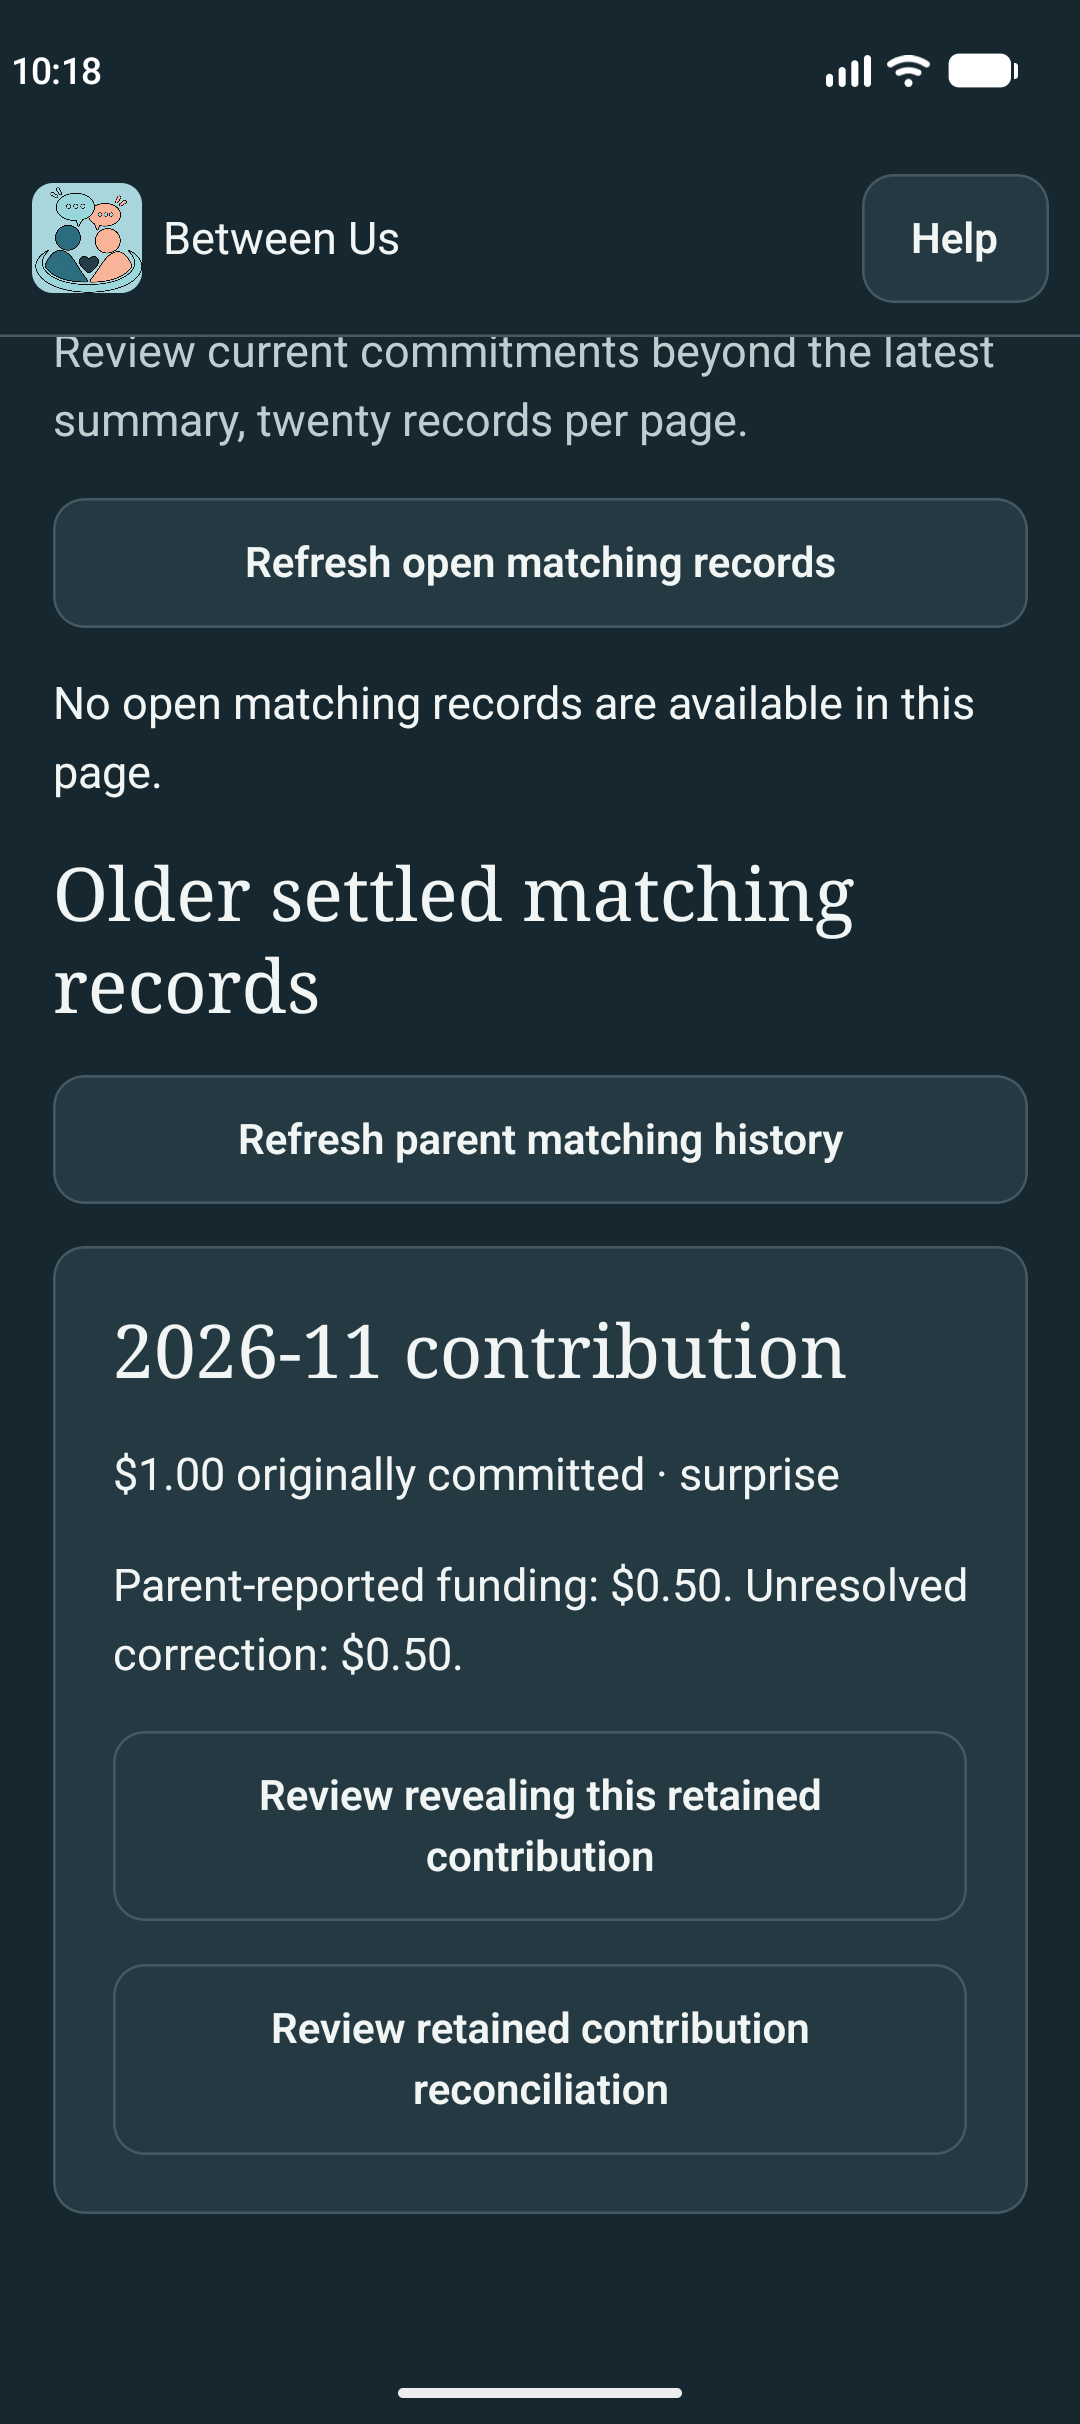 10:18
Between Us
Help
Review current commitments beyond the latest
summary, twenty records per page.
Refresh open matching records
No open matching records are available in this
page.
Older settled matching
records
Refresh parent matching history
2026-11 contribution
$1.00 originally committed · surprise
Parent-reported funding: $0.50. Unresolved
correction: $0.50.
Review revealing this retained
contribution
Review retained contribution
reconciliation